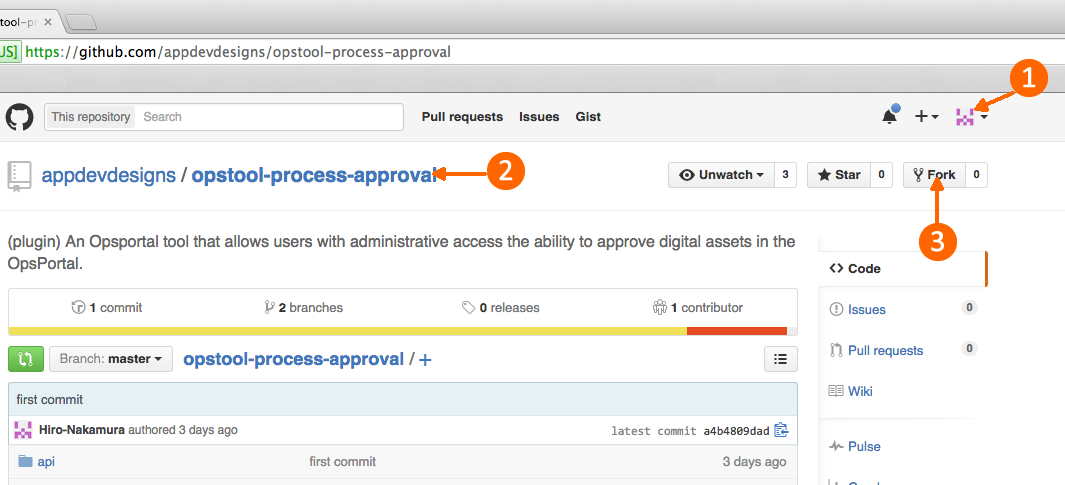 tool-p
US] https://github.com/appdevdesigns/opstool-process-approval
1
This repository Search Pull requests Issues Gist
appdevdesigns / opstool-process-approval 2 Unwatch 3 Star 0 Fork 0
3
(plugin) An Opsportal tool that allows users with administrative access the ability to approve digital assets in the
OpsPortal.
Code
1 commit 2 branches 0 releases 1 contributor
Issues 0
Pull requests 0
Branch: master opstool-process-approval / +
Wiki
first commit
Hiro-Nakamura authored 3 days ago latest commit a4b4809dad
Pulse
api first commit 3 days ago